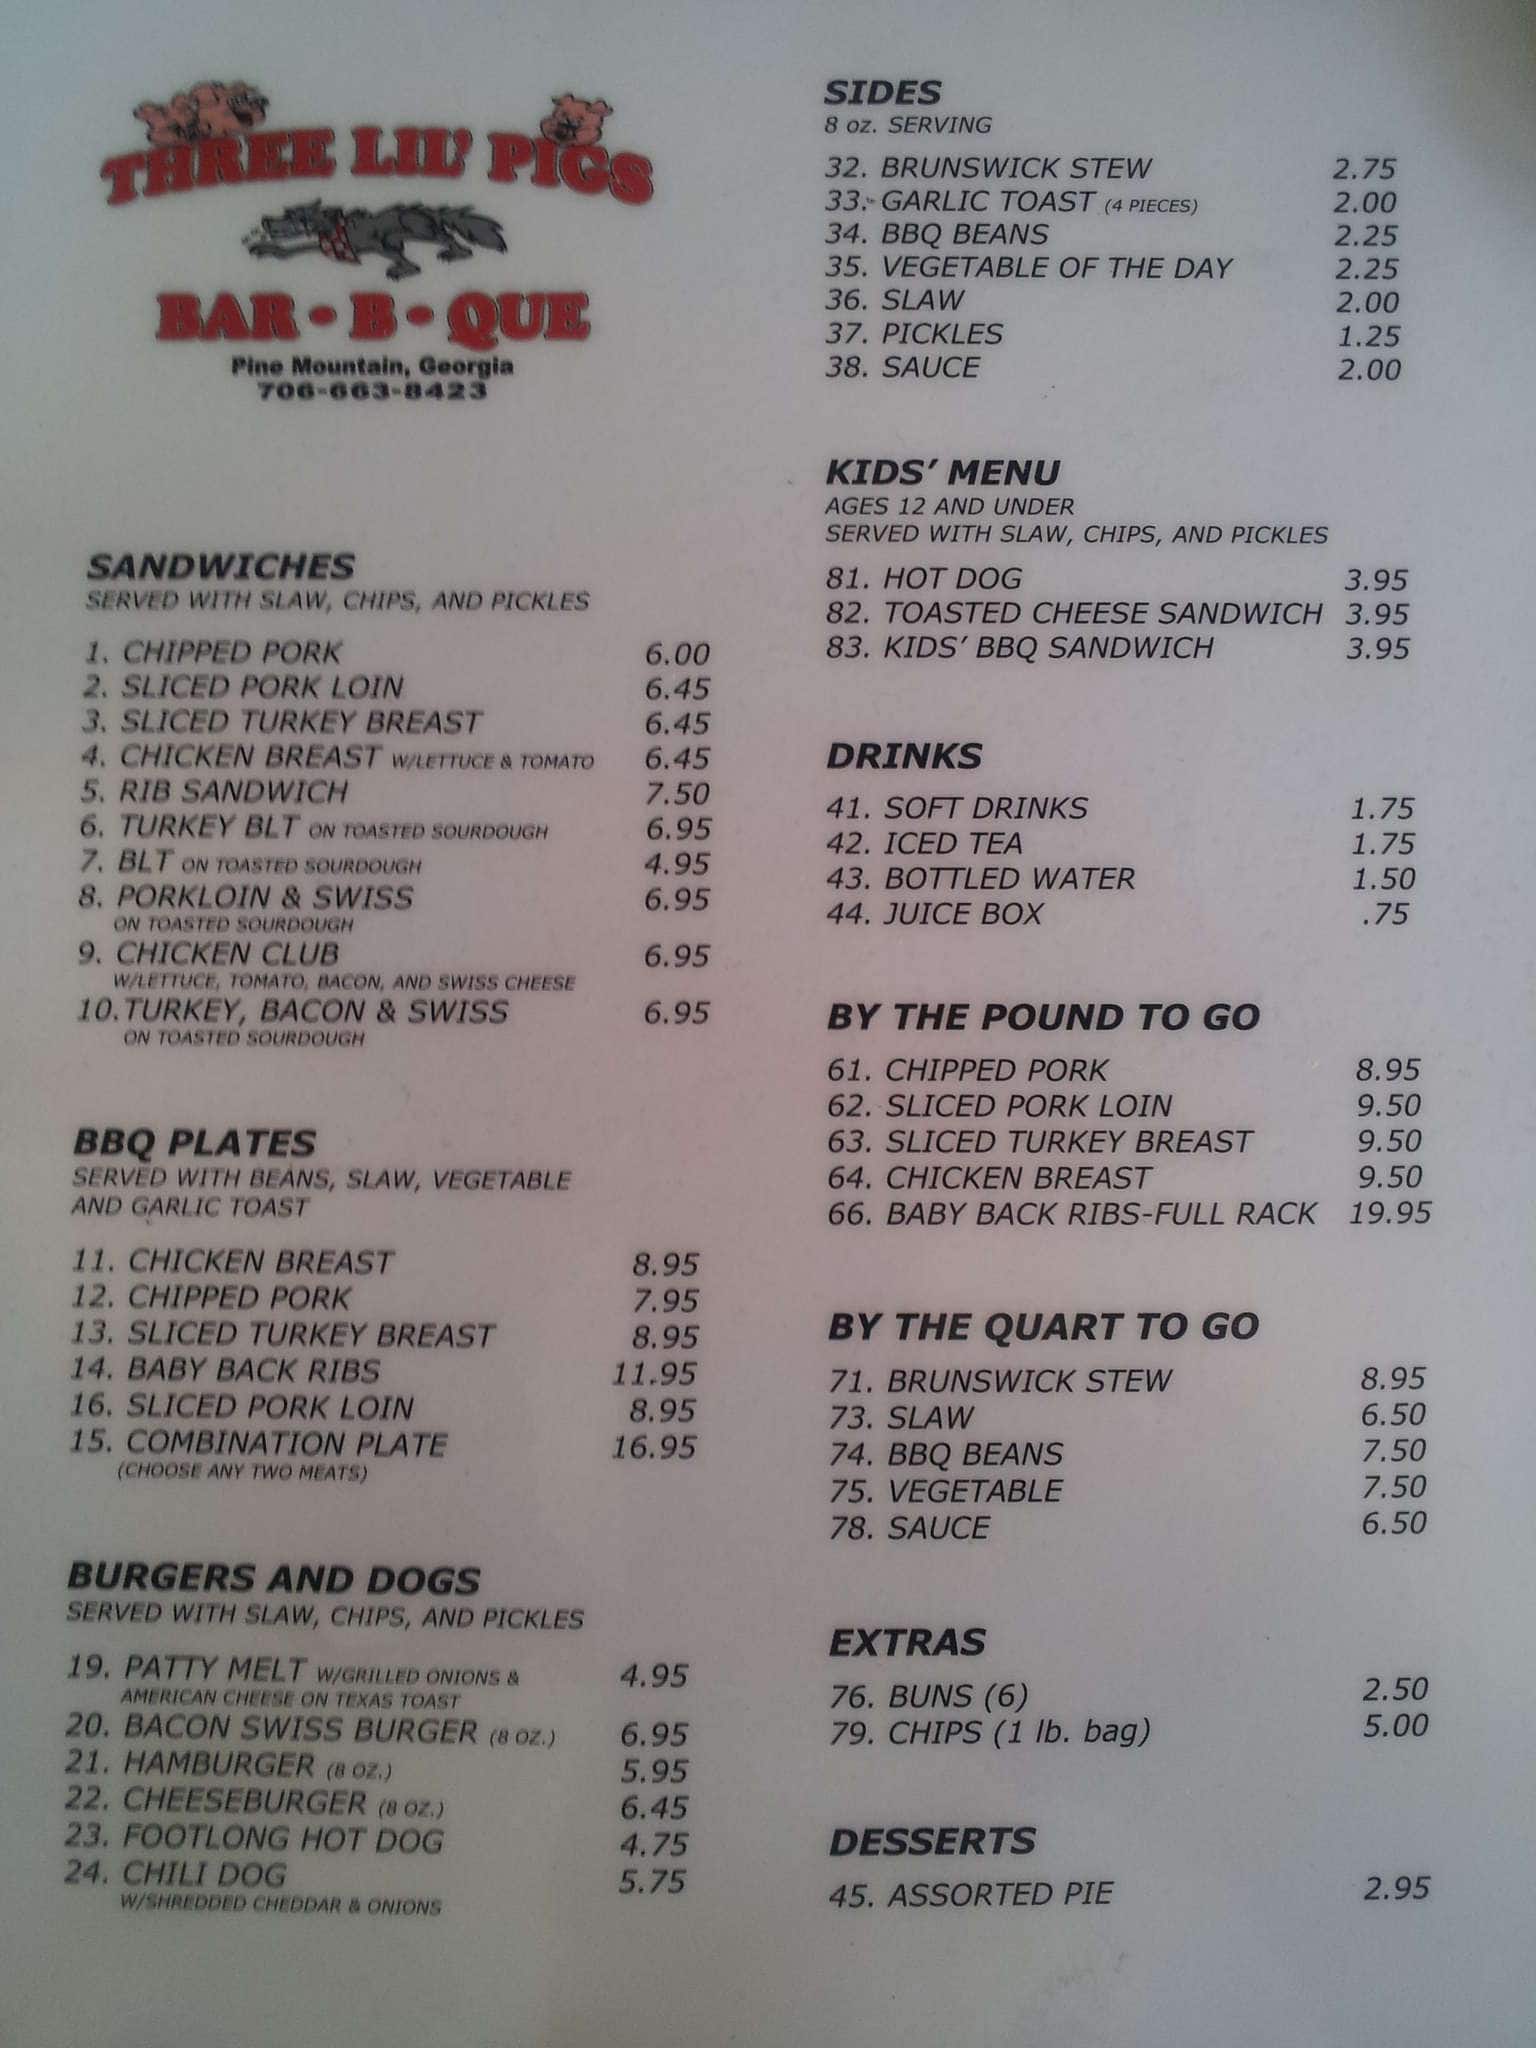 THREE LIL' PIGS
BAR • B • QUE
Pine Mountain, Georgia
706-663-8423
SANDWICHES
SERVED WITH SLAW, CHIPS, AND PICKLES
1. CHIPPED PORK 6.00
2. SLICED PORK LOIN 6.45
3. SLICED TURKEY BREAST 6.45
4. CHICKEN BREAST W/LETTUCE & TOMATO 6.45
5. RIB SANDWICH 7.50
6. TURKEY BLT ON TOASTED SOURDOUGH 6.95
7. BLT ON TOASTED SOURDOUGH 4.95
8. PORKLOIN & SWISS 6.95
ON TOASTED SOURDOUGH
9. CHICKEN CLUB 6.95
W/LETTUCE, TOMATO, BACON, AND SWISS CHEESE
10. TURKEY, BACON & SWISS 6.95
ON TOASTED SOURDOUGH
BBQ PLATES
SERVED WITH BEANS, SLAW, VEGETABLE
AND GARLIC TOAST
11. CHICKEN BREAST 8.95
12. CHIPPED PORK 7.95
13. SLICED TURKEY BREAST 8.95
14. BABY BACK RIBS 11.95
16. SLICED PORK LOIN 8.95
15. COMBINATION PLATE 16.95
(CHOOSE ANY TWO MEATS)
BURGERS AND DOGS
SERVED WITH SLAW, CHIPS, AND PICKLES
19. PATTY MELT W/GRILLED ONIONS & 4.95
AMERICAN CHEESE ON TEXAS TOAST
20. BACON SWISS BURGER (8 OZ.) 6.95
21. HAMBURGER (8 OZ.) 5.95
22. CHEESEBURGER (8 OZ.) 6.45
23. FOOTLONG HOT DOG 4.75
24. CHILI DOG 5.75
W/SHREDDED CHEDDAR & ONIONS
SIDES
8 oz. SERVING
32. BRUNSWICK STEW 2.75
33. GARLIC TOAST (4 PIECES) 2.00
34. BBQ BEANS 2.25
35. VEGETABLE OF THE DAY 2.25
36. SLAW 2.00
37. PICKLES 1.25
38. SAUCE 2.00
KIDS' MENU
AGES 12 AND UNDER
SERVED WITH SLAW, CHIPS, AND PICKLES
81. HOT DOG 3.95
82. TOASTED CHEESE SANDWICH 3.95
83. KIDS' BBQ SANDWICH 3.95
DRINKS
41. SOFT DRINKS 1.75
42. ICED TEA 1.75
43. BOTTLED WATER 1.50
44. JUICE BOX .75
BY THE POUND TO GO
61. CHIPPED PORK 8.95
62. SLICED PORK LOIN 9.50
63. SLICED TURKEY BREAST 9.50
64. CHICKEN BREAST 9.50
66. BABY BACK RIBS-FULL RACK 19.95
BY THE QUART TO GO
71. BRUNSWICK STEW 8.95
73. SLAW 6.50
74. BBQ BEANS 7.50
75. VEGETABLE 7.50
78. SAUCE 6.50
EXTRAS
76. BUNS (6) 2.50
79. CHIPS (1 lb. bag) 5.00
DESSERTS
45. ASSORTED PIE 2.95